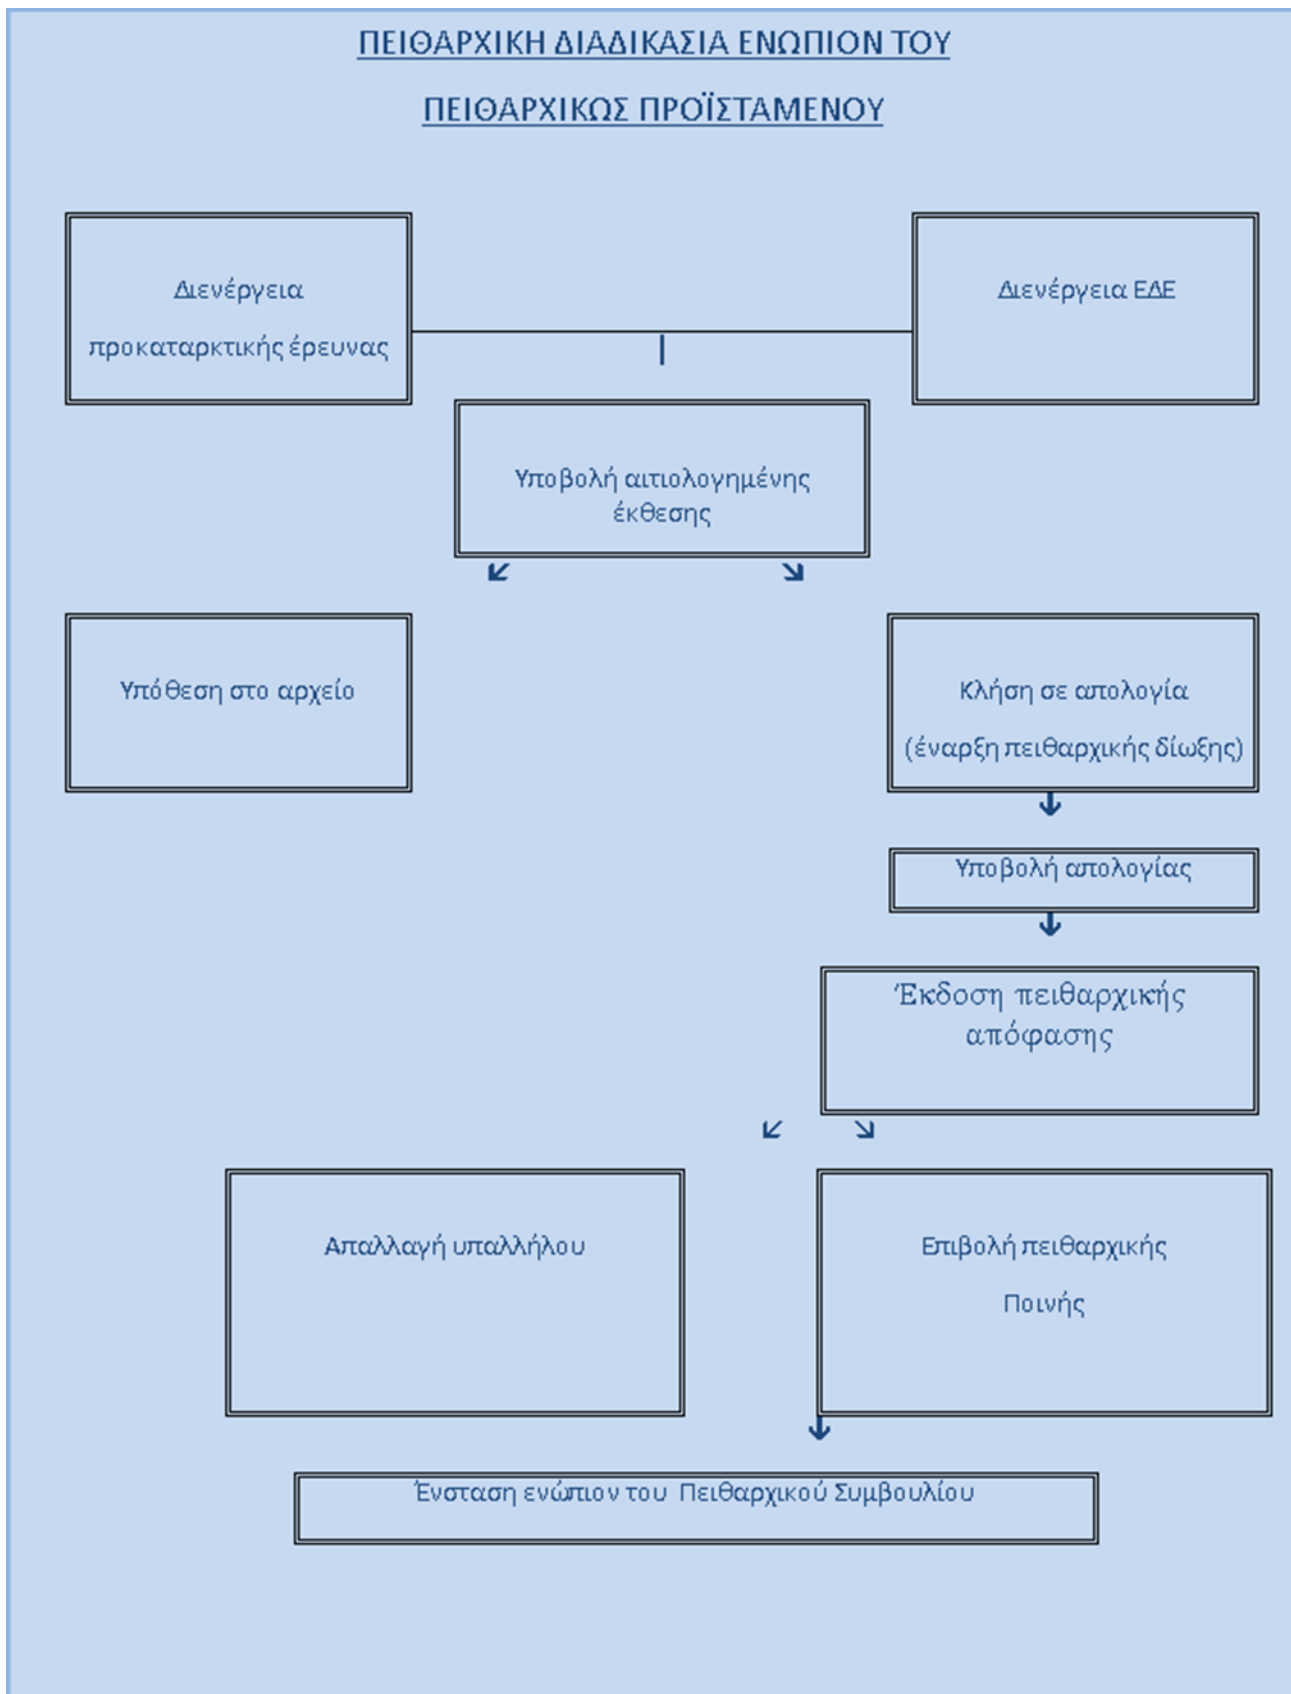 ΠΕΙΘΑΡΧΙΚΗ ΔΙΑΔΙΚΑΣΙΑ ΕΝΩΠΙΟΝ ΤΟΥ
ΠΕΙΘΑΡΧΙΚΩΣ ΠΡΟΪΣΤΑΜΕΝΟΥ
Διενέργεια
προκαταρκτικής έρευνας
Διενέργεια ΕΔΕ
Υποβολή αιτιολογημένης
έκθεσης
Υπόθεση στο αρχείο
Κλήση σε απολογία
(έναρξη πειθαρχικής δίωξης)
Υποβολή απολογίας
Έκδοση πειθαρχικής
απόφασης
Απαλλαγή υπαλλήλου
Επιβολή πειθαρχικής
Ποινής
Ένσταση ενώπιον του Πειθαρχικού Συμβουλίου